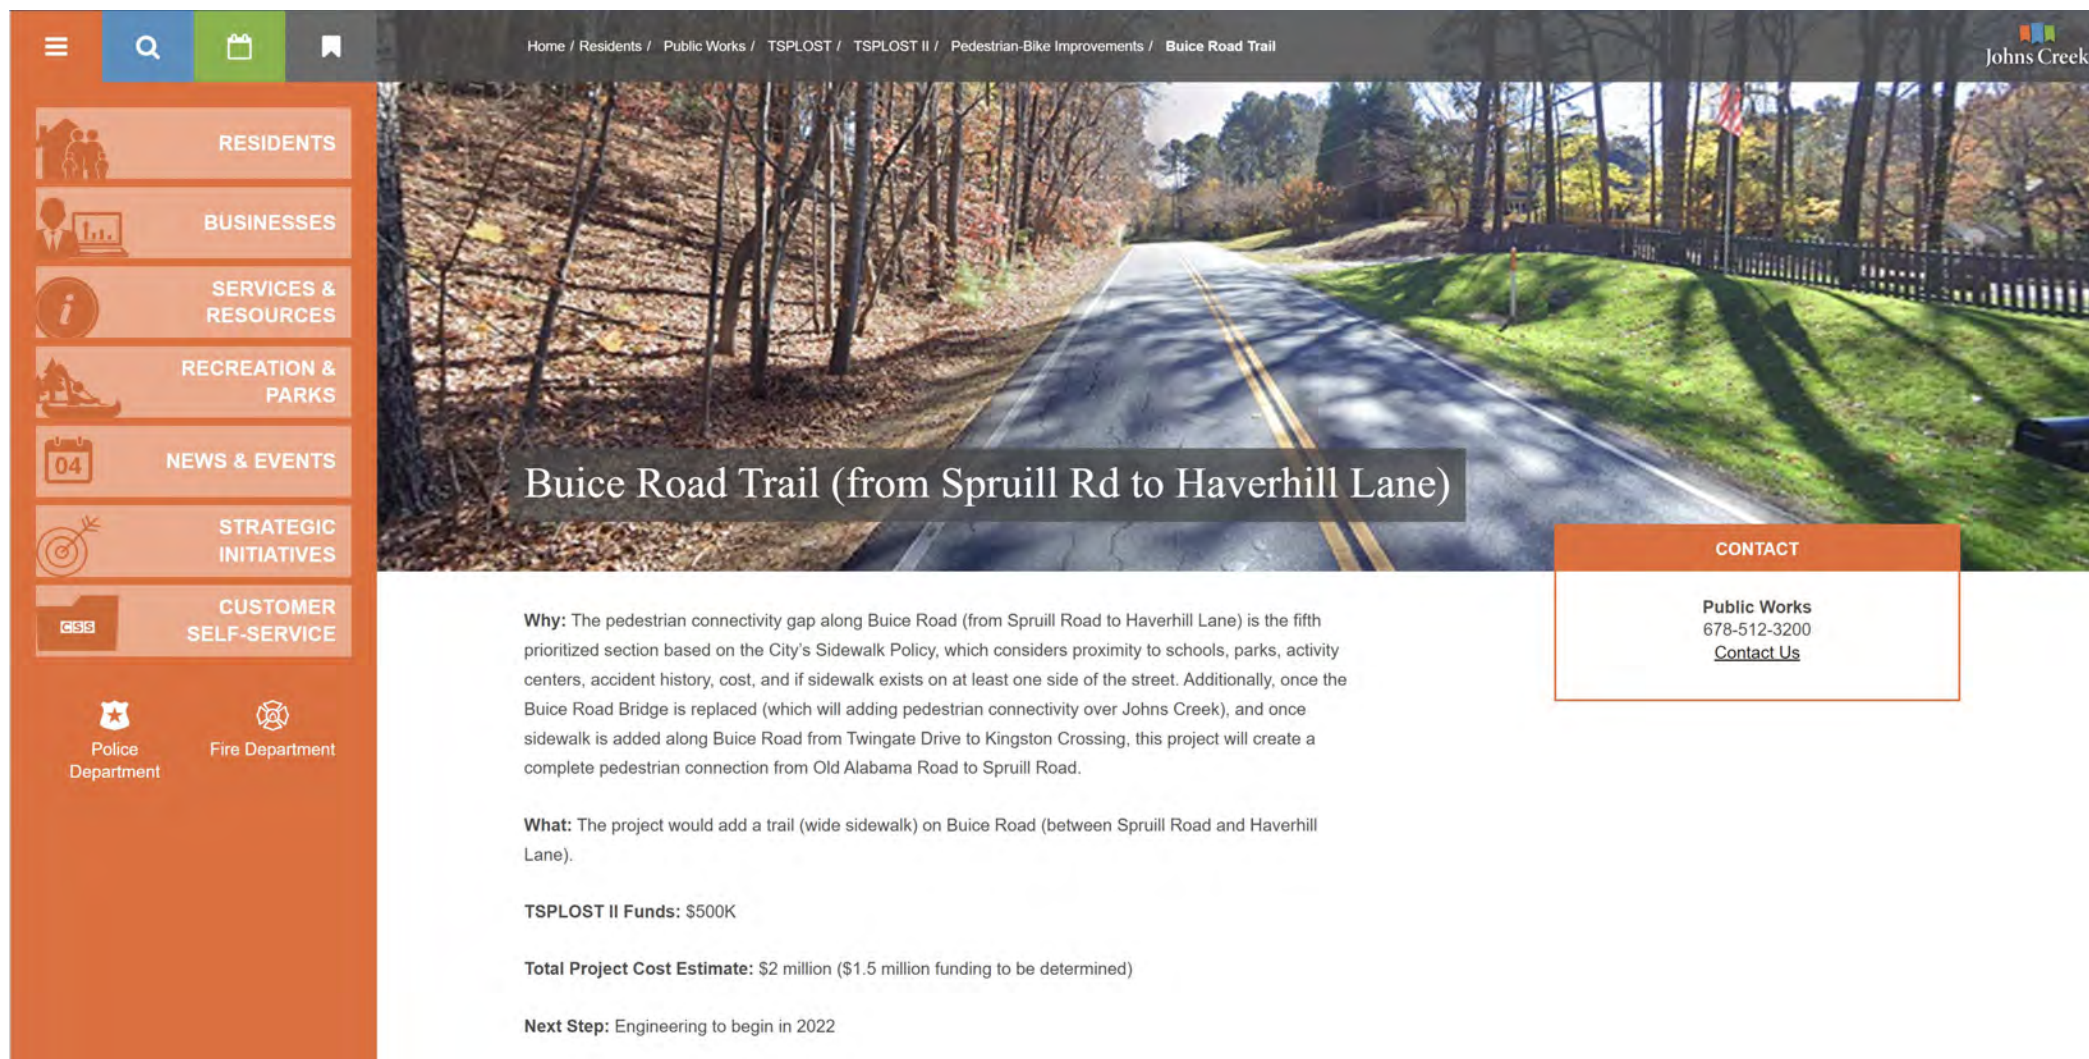 Home / Residents / Public Works / TSPLOST / TSPLOST II / Pedestrian-Bike Improvements / Buice Road Trail
Johns Creek
RESIDENTS
BUSINESSES
SERVICES &
RESOURCES
RECREATION &
PARKS
04
NEWS & EVENTS
STRATEGIC
INITIATIVES
CSS
CUSTOMER
SELF-SERVICE
Police
Department
Fire Department
Buice Road Trail (from Spruill Rd to Haverhill Lane)
Why: The pedestrian connectivity gap along Buice Road (from Spruill Road to Haverhill Lane) is the fifth
prioritized section based on the City's Sidewalk Policy, which considers proximity to schools, parks, activity
centers, accident history, cost, and if sidewalk exists on at least one side of the street. Additionally, once the
Buice Road Bridge is replaced (which will adding pedestrian connectivity over Johns Creek), and once
sidewalk is added along Buice Road from Twingate Drive to Kingston Crossing, this project will create a
complete pedestrian connection from Old Alabama Road to Spruill Road.
What: The project would add a trail (wide sidewalk) on Buice Road (between Spruill Road and Haverhill
Lane).
TSPLOST II Funds: $500K
Total Project Cost Estimate: $2 million ($1.5 million funding to be determined)
Next Step: Engineering to begin in 2022
CONTACT
Public Works
678-512-3200
Contact Us